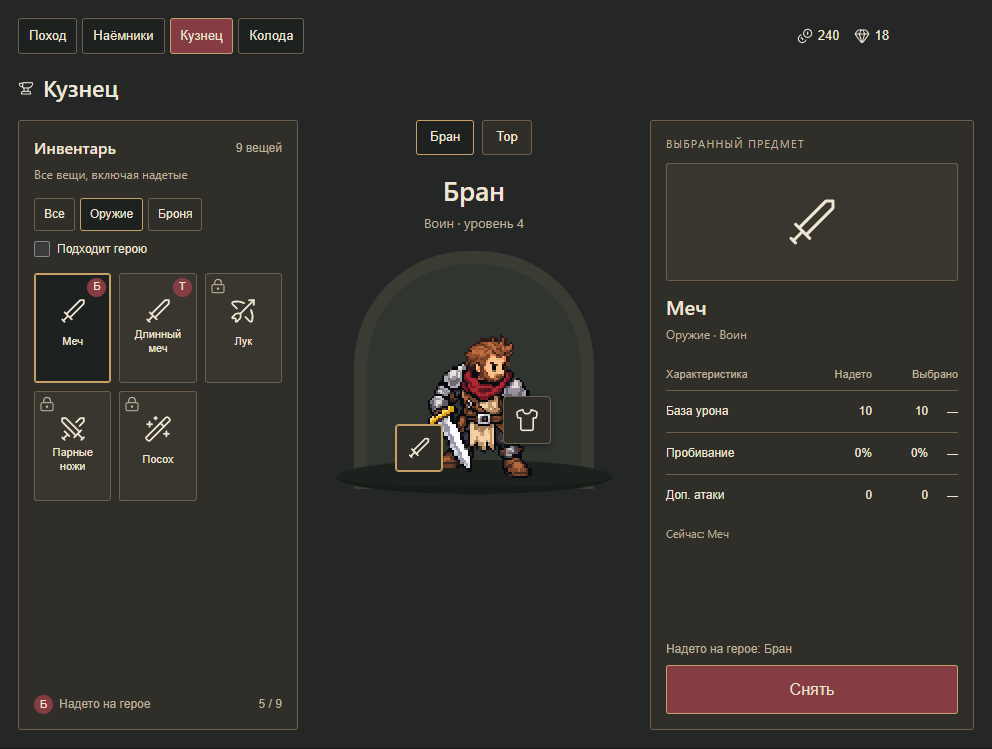 Поход Наёмники Кузнец Колода 240 18
Кузнец
Инвентарь 9 вещей
Все вещи, включая надетые
Все Оружие Броня
Подходит герою
Б Т
Меч Длинный меч Лук
Парные ножи Посох
Б Надето на герое 5 / 9
Бран Тор
Бран
Воин · уровень 4
ВЫБРАННЫЙ ПРЕДМЕТ
Меч
Оружие · Воин
Характеристика Надето Выбрано
База урона 10 10 —
Пробивание 0% 0% —
Доп. атаки 0 0 —
Сейчас: Меч
Надето на герое: Бран
Снять